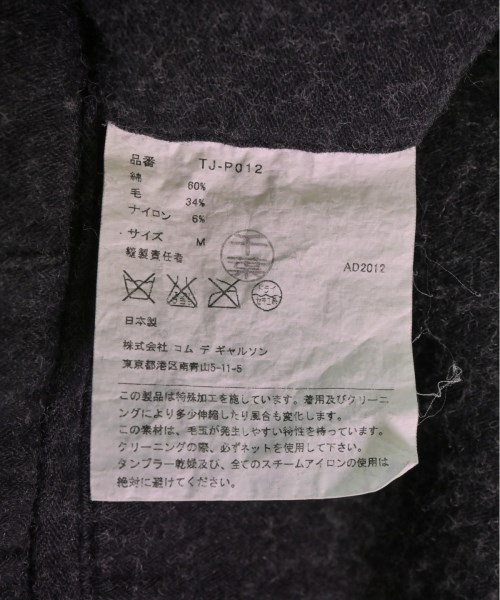 品番 TJ-P012
綿 60%
毛 34%
ナイロン 6%
・サイズ M
縫製責任者 千葉
AD2012
日本製
株式会社 コム デ ギャルソン
東京都港区南青山5-11-5
この製品は特殊加工を施しています。着用及びクリーニ
ングにより多少伸縮したり風合も変化します。
この素材は、毛玉が発生しやすい特性を持っています。
クリーニングの際、必ずネットを使用して下さい。
タンブラー乾燥及び、全てのスチームアイロンの使用は
絶対に避けてください。